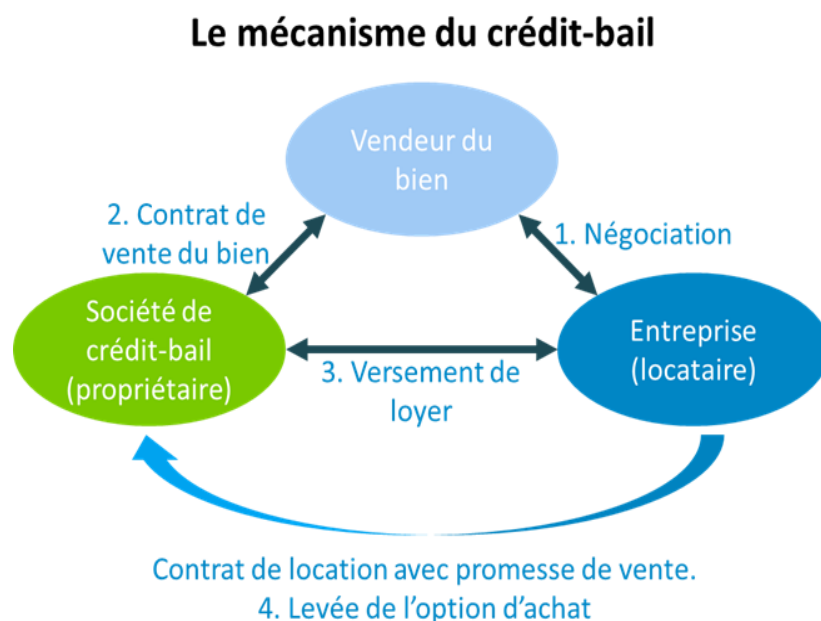 Le mécanisme du crédit-bail
Vendeur du
bien
2. Contrat de
vente du bien
1. Négociation
Société de
crédit-bail
(propriétaire)
Entreprise
(locataire)
3. Versement de
loyer
Contrat de location avec promesse de vente.
4. Levée de l’option d’achat